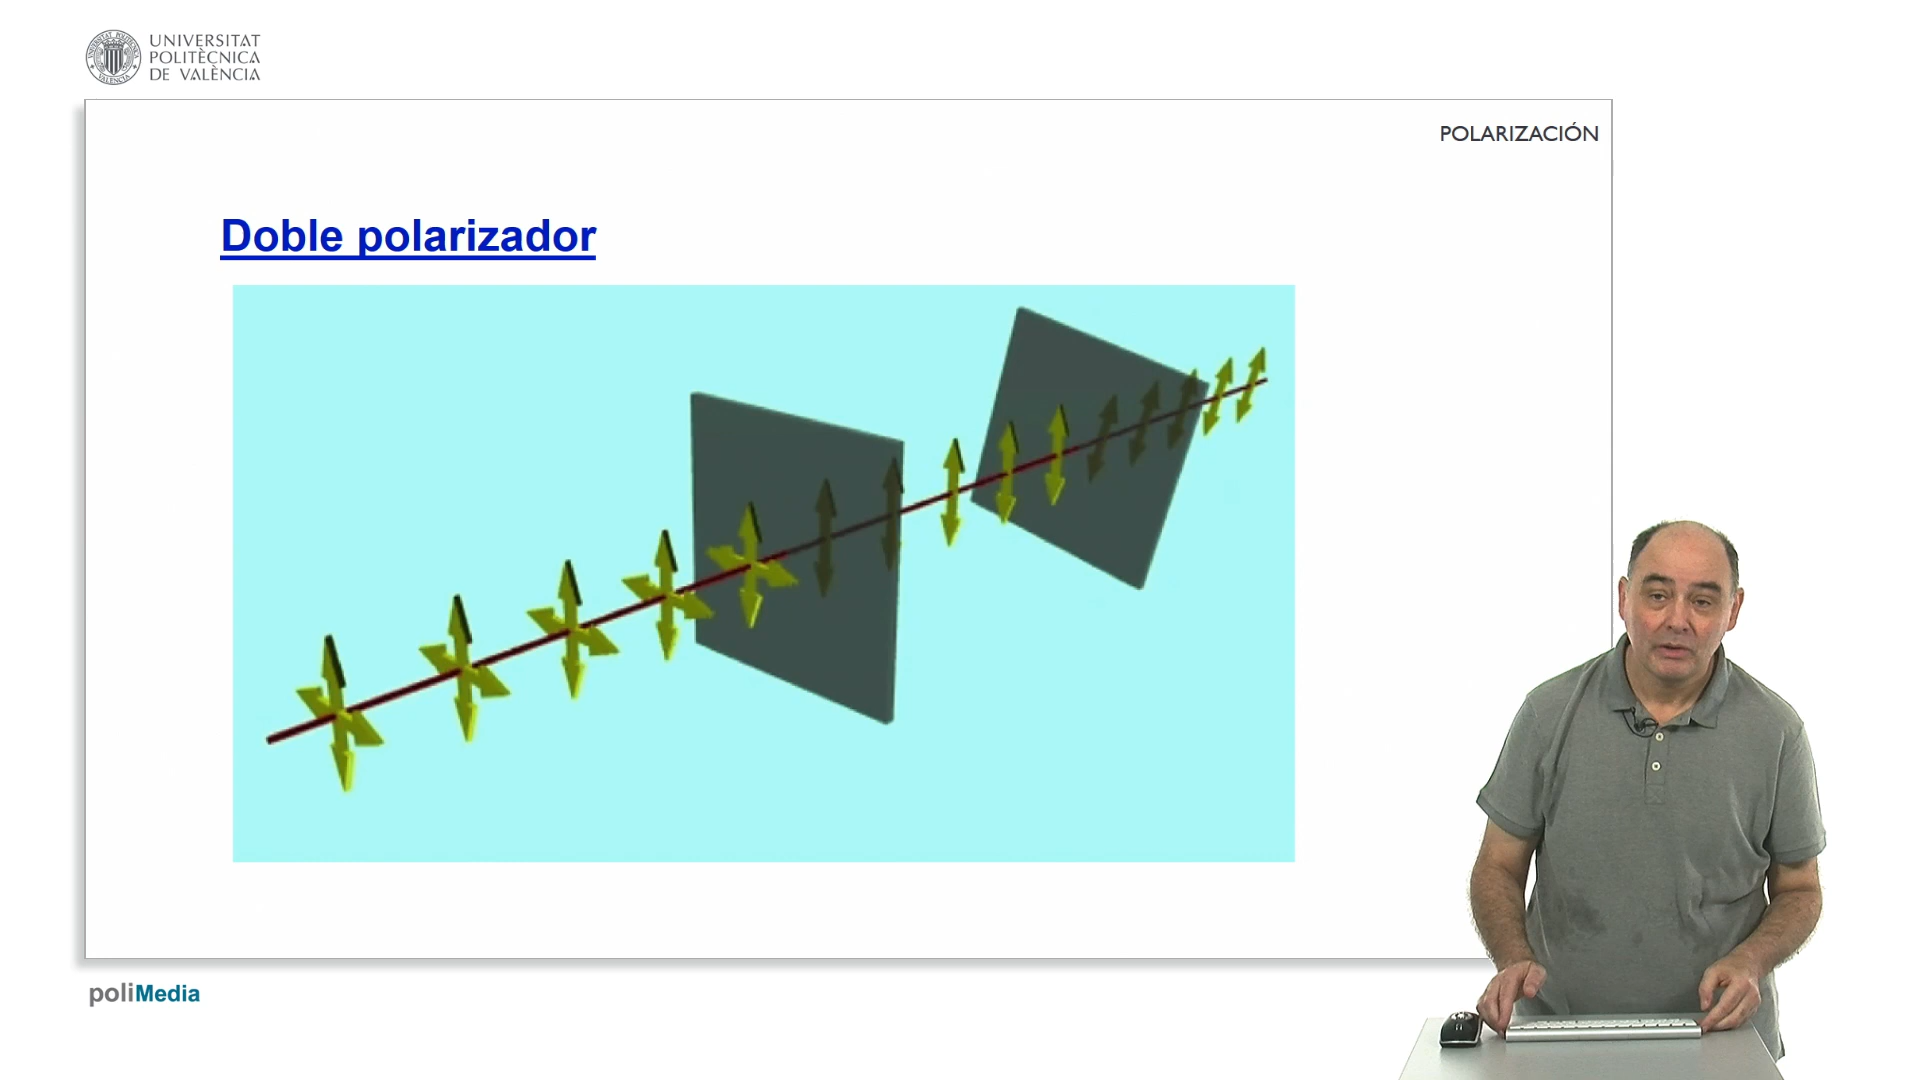 UNIVERSITAT
POLITÈCNICA
DE VALÈNCIA
POLARIZACIÓN
Doble polarizador
poliMedia